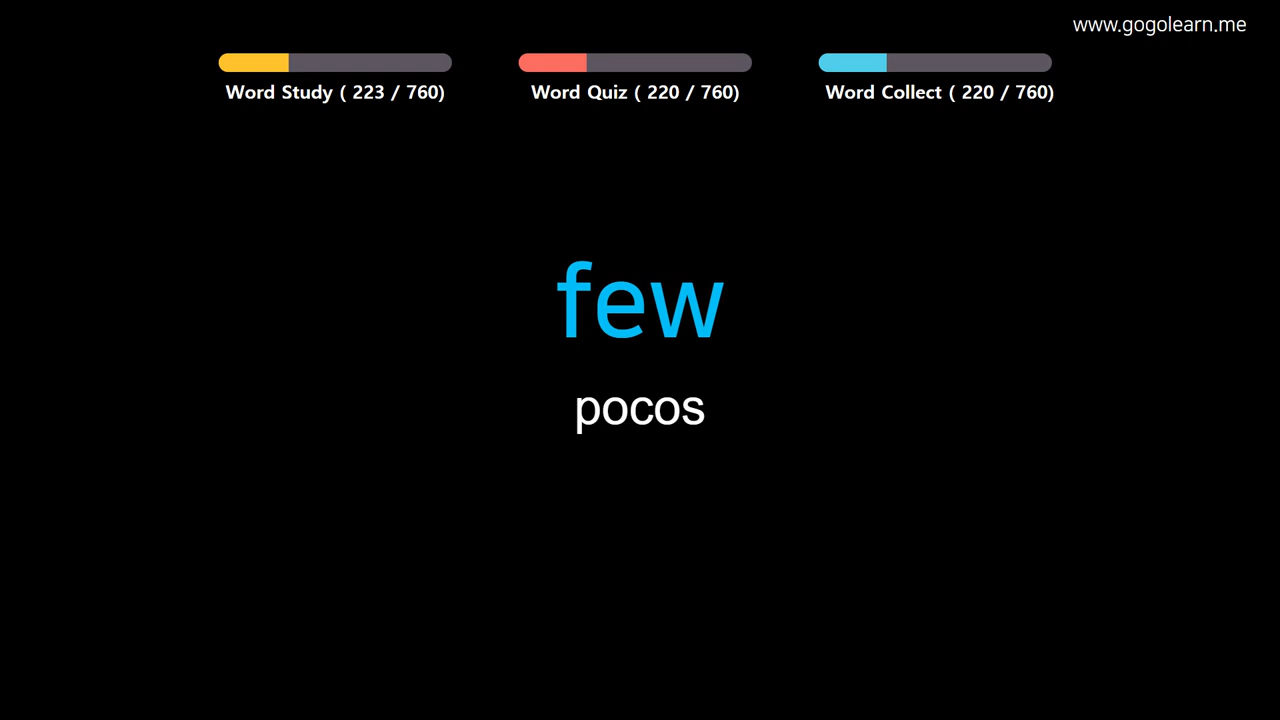 www.gogolearn.me
Word Study ( 223 / 760)
Word Quiz ( 220 / 760)
Word Collect ( 220 / 760)
few
pocos